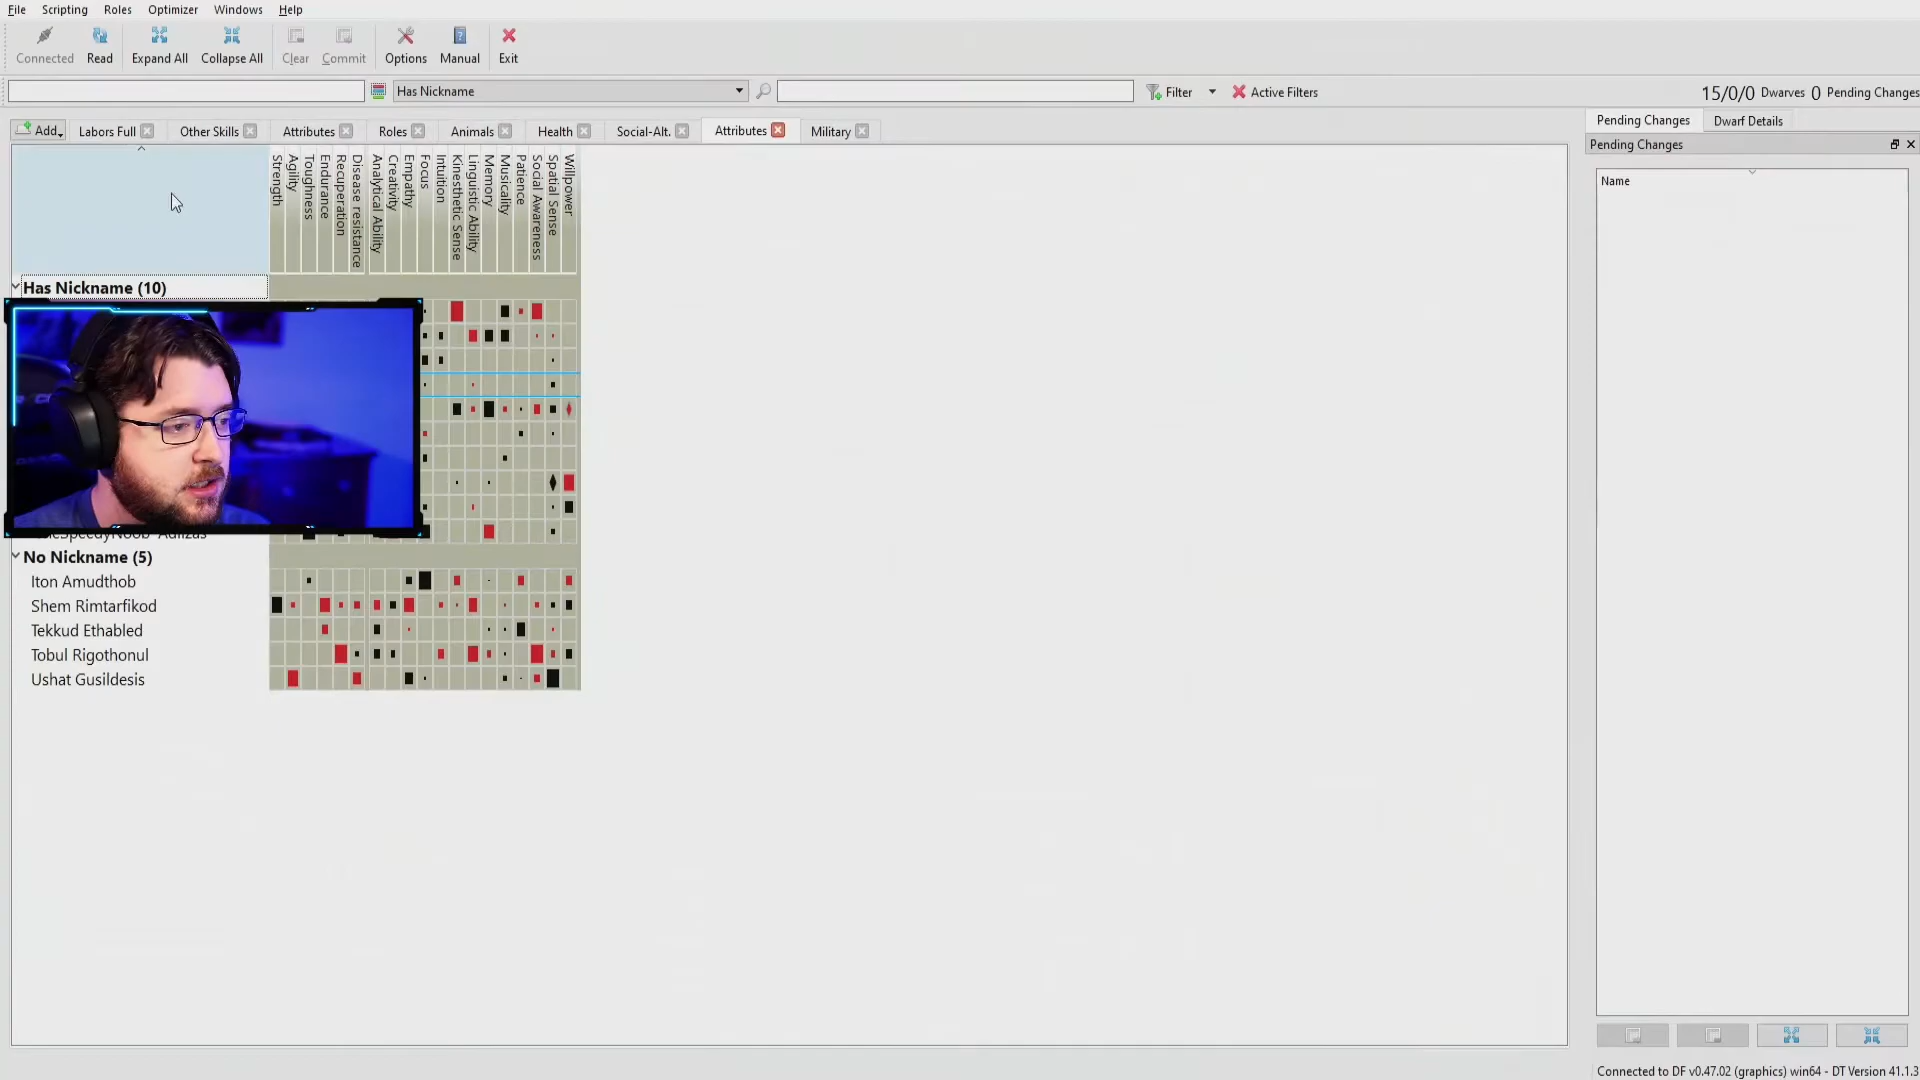 File Scripting Roles Optimizer Windows Help
Connected Read Expand All Collapse All Clear Commit Options Manual Exit
Has Nickname Filter Active Filters 15/0/0 Dwarves 0 Pending Changes
Add Labors Full Other Skills Attributes Roles Animals Health Social-Alt. Attributes Military
Pending Changes Dwarf Details
Pending Changes
Name
Strength
Agility
Toughness
Endurance
Recuperation
Disease resistance
Analytical Ability
Creativity
Empathy
Focus
Intuition
Kinesthetic Sense
Linguistic Ability
Memory
Musicality
Patience
Social Awareness
Spatial Sense
Willpower
Has Nickname (10)
No Nickname (5)
Iton Amudthob
Shem Rimtarfikod
Tekkud Ethabled
Tobul Rigothonul
Ushat Gusildesis
Connected to DF v0.47.02 (graphics) win64 - DT Version 41.1.3